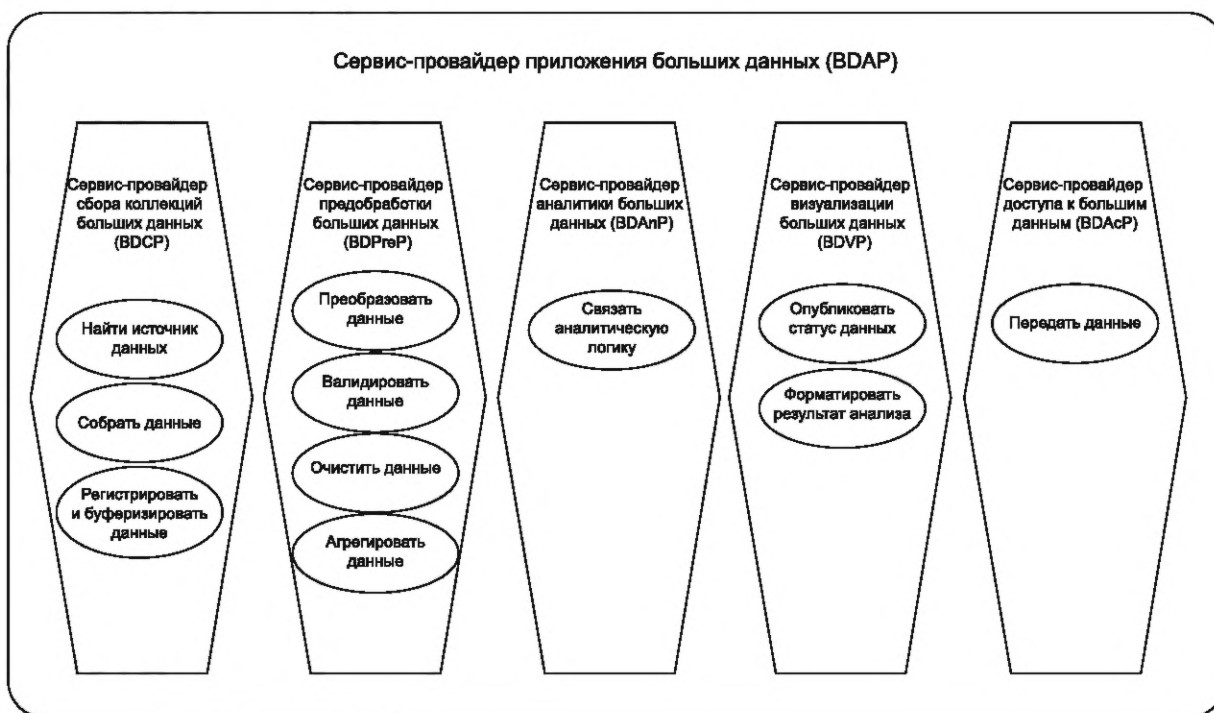 Сервис-провайдер приложения больших данных (BDAP)
Сервис-провайдер
сбора коллекций
больших данных
(BDCP)
Найти источник
данных
Собрать данные
Регистрировать
и буферизировать
данные
Сервис-провайдер
предобработки
больших данных
(BDPreP)
Преобразовать
данные
Валидировать
данные
Очистить данные
Агрегировать
данные
Сервис-провайдер
аналитики больших
данных (BDAnP)
Связать
аналитическую
логику
Сервис-провайдер
визуализации
больших данных
(BDVP)
Опубликовать
статус данных
Форматировать
результат анализа
Сервис-провайдер
доступа к большим
данным (BDAcP)
Передать данные